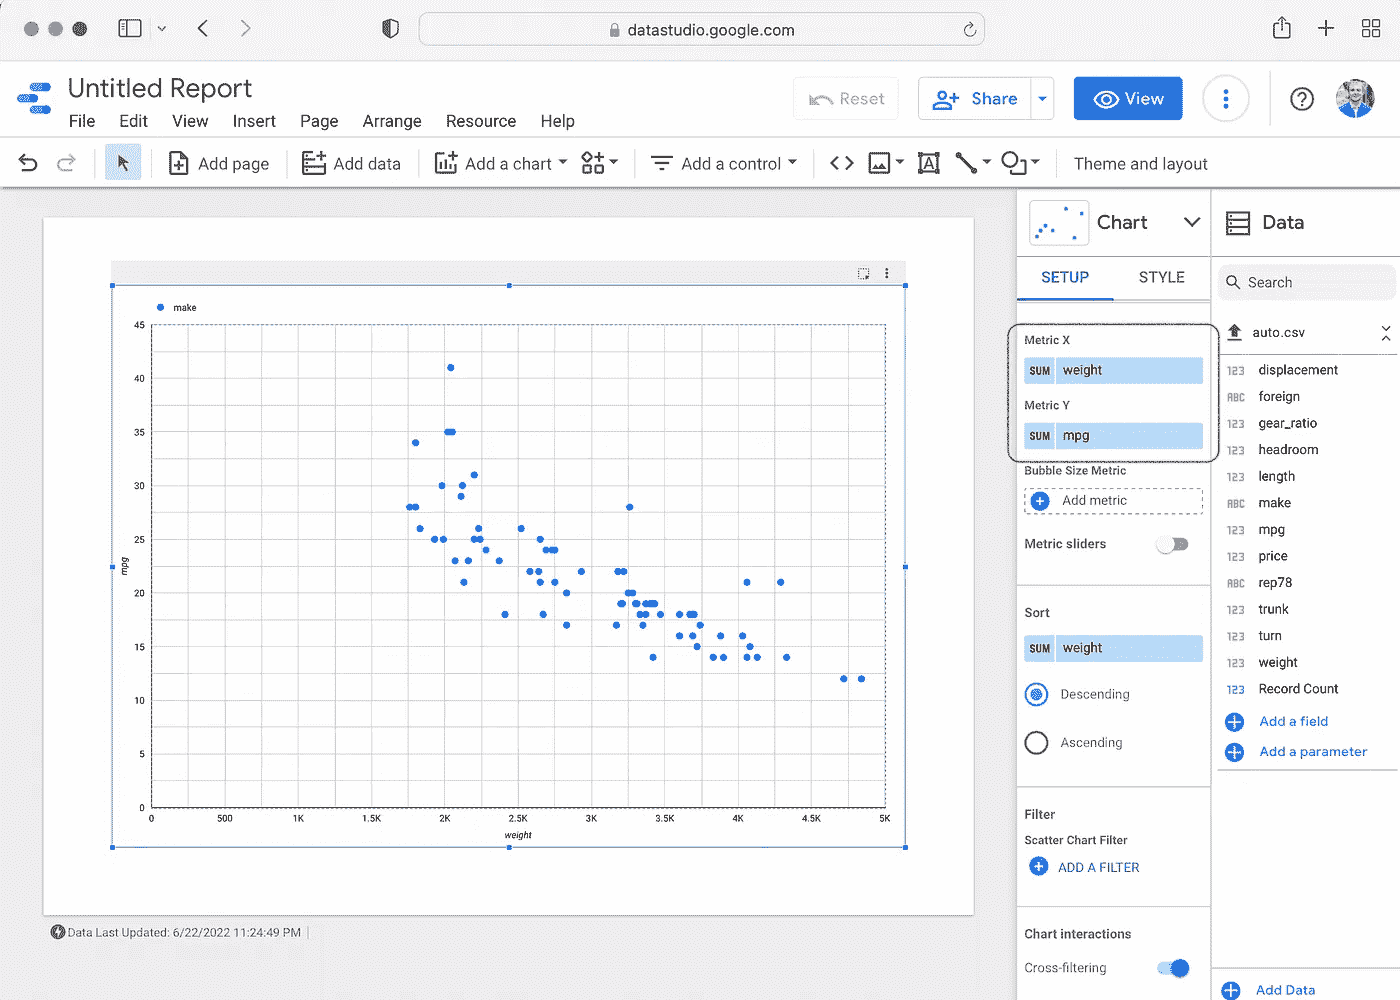 datastudio.google.com
Untitled Report
File Edit View Insert Page Arrange Resource Help
Reset
Share
View
Add page
Add data
Add a chart
Add a control
Theme and layout
make
45
40
35
30
25
20
15
10
5
0
mpg
0 500 1K 1.5K 2K 2.5K 3K 3.5K 4K 4.5K 5K
weight
Data Last Updated: 6/22/2022 11:24:49 PM
Chart
SETUP STYLE
Metric X
SUM weight
Metric Y
SUM mpg
Bubble Size Metric
Add metric
Metric sliders
Sort
SUM weight
Descending
Ascending
Filter
Scatter Chart Filter
ADD A FILTER
Chart interactions
Cross-filtering
Data
Search
auto.csv
123 displacement
ABC foreign
123 gear_ratio
123 headroom
123 length
ABC make
123 mpg
123 price
ABC rep78
123 trunk
123 turn
123 weight
123 Record Count
Add a field
Add a parameter
Add Data